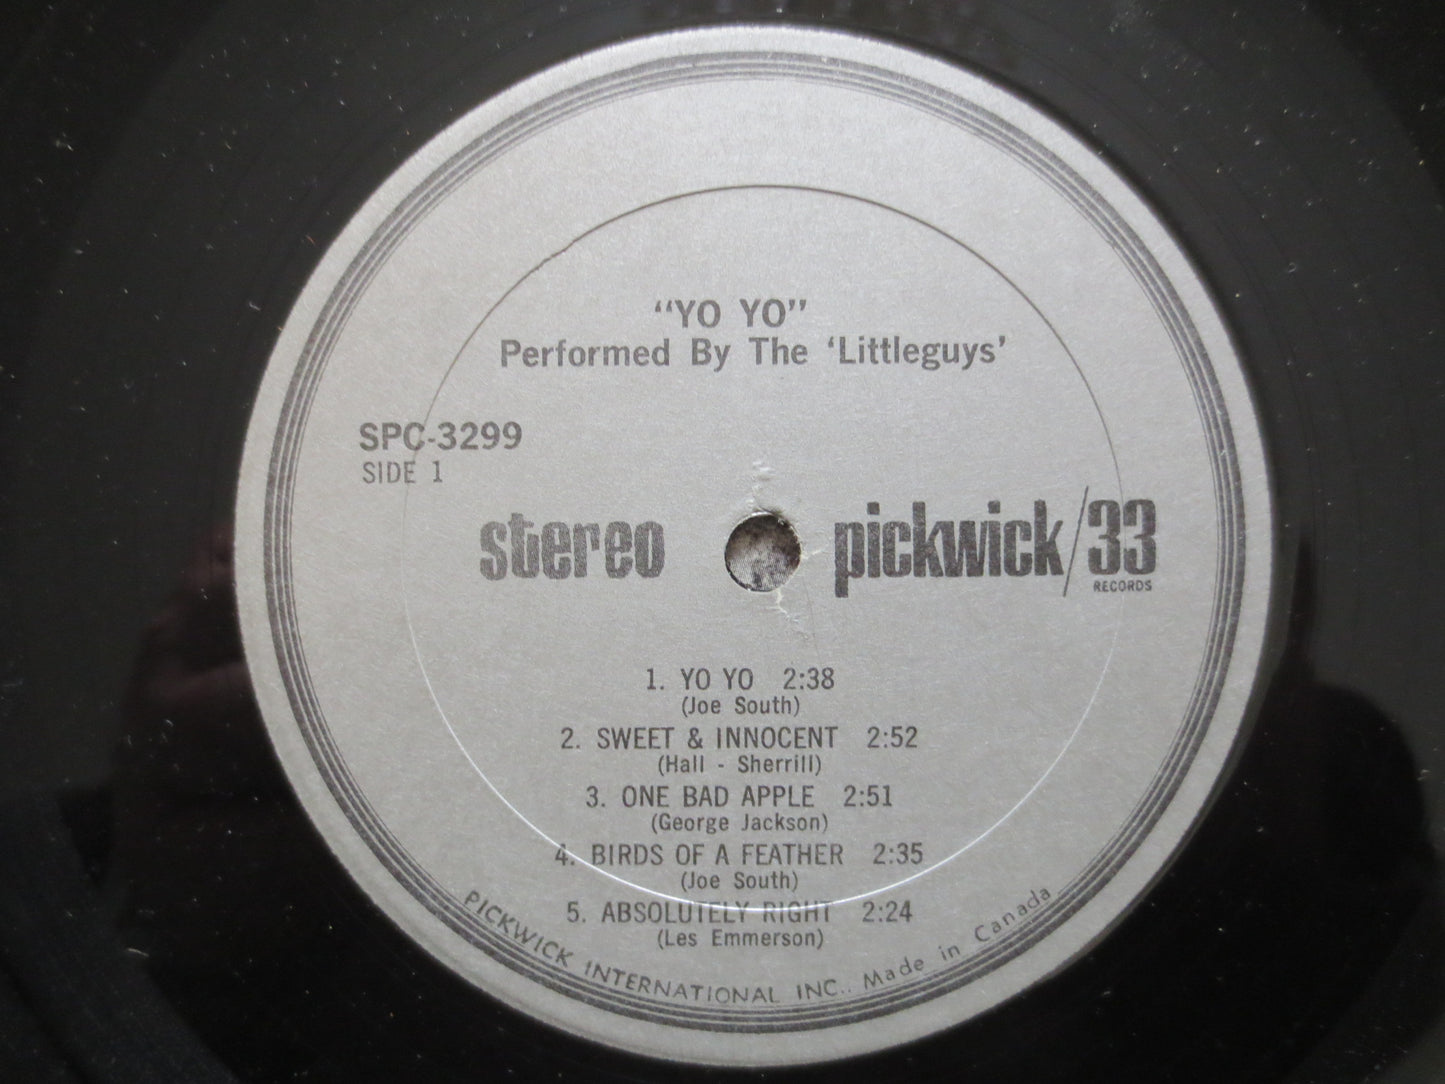 “YO YO”
Performed By The ‘Littleguys’
SPC-3299
SIDE 1
stereo
pickwick/33
RECORDS
1. YO YO 2:38
(Joe South)
2. SWEET & INNOCENT 2:52
(Hall - Sherrill)
3. ONE BAD APPLE 2:51
(George Jackson)
4. BIRDS OF A FEATHER 2:35
(Joe South)
5. ABSOLUTELY RIGHT 2:24
(Les Emmerson)
PICKWICK INTERNATIONAL INC., Made in Canada